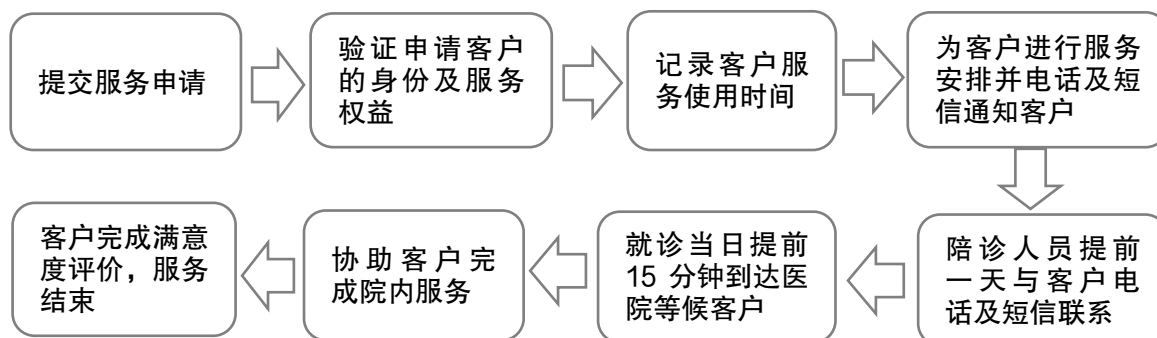 提交服务申请
验证申请客户
的身份及服务
权益
记录客户服
务使用时间
为客户进行服务
安排并电话及短
信通知客户
陪诊人员提前
一天与客户电
话及短信联系
就诊当日提前
15 分钟到达医
院等候客户
协助客户完
成院内服务
客户完成满意
度评价，服务
结束